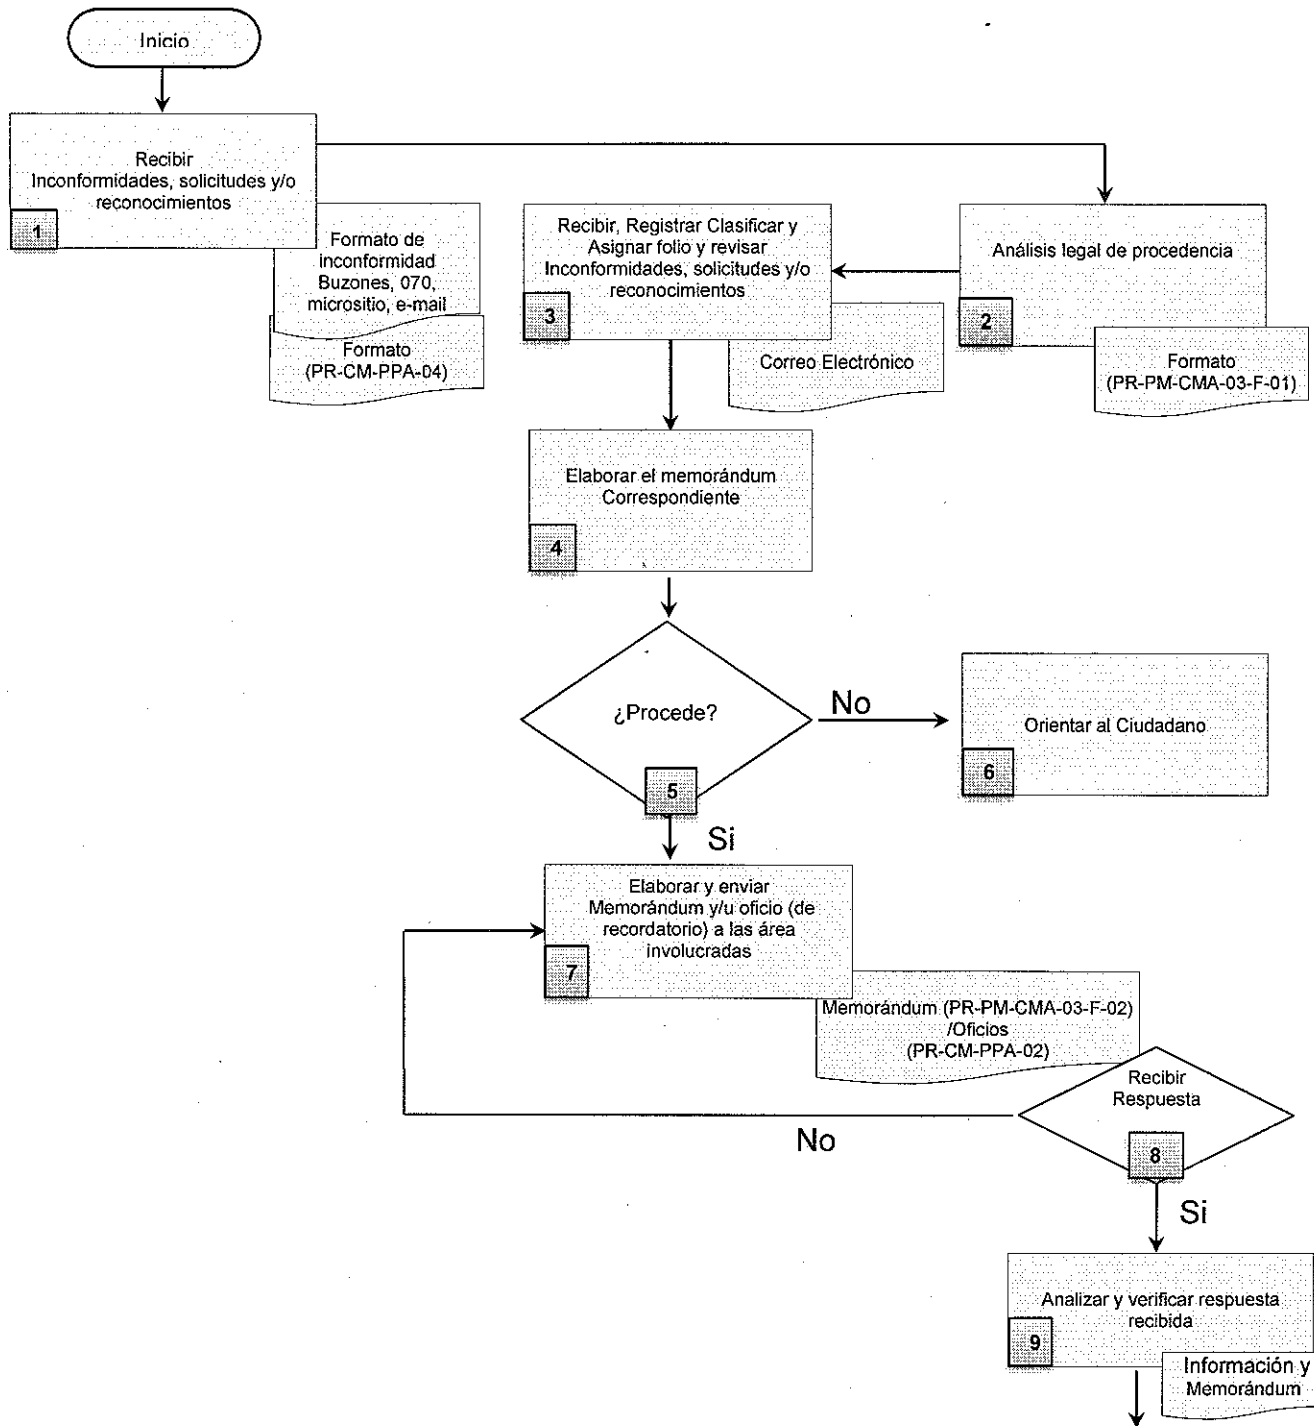 Inicio
Recibir
Inconformidades, solicitudes y/o
reconocimientos
1
Formato de
inconformidad
Buzones, 070,
micrositio, e-mail
Formato
(PR-CM-PPA-04)
Análisis legal de procedencia
2
Formato
(PR-PM-CMA-03-F-01)
Recibir, Registrar Clasificar y
Asignar folio y revisar
Inconformidades, solicitudes y/o
reconocimientos
3
Correo Electrónico
Elaborar el memorándum
Correspondiente
4
¿Procede?
5
No
Orientar al Ciudadano
6
Si
Elaborar y enviar
Memorándum y/u oficio (de
recordatorio) a las área
involucradas
7
Memorándum (PR-PM-CMA-03-F-02)
/Oficios
(PR-CM-PPA-02)
Recibir
Respuesta
8
No
Si
Analizar y verificar respuesta
recibida
9
Información y
Memorándum